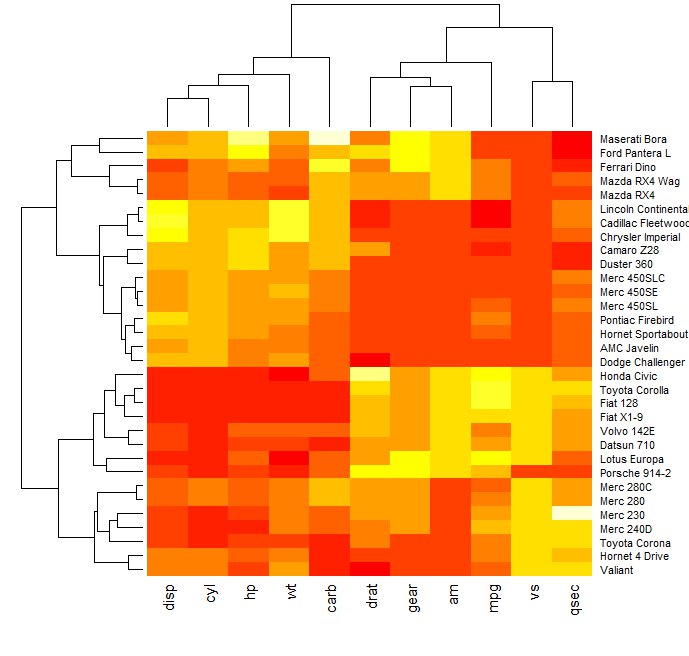 Maserati Bora
Ford Pantera L
Ferrari Dino
Mazda RX4 Wag
Mazda RX4
Lincoln Continental
Cadillac Fleetwood
Chrysler Imperial
Camaro Z28
Duster 360
Merc 450SLC
Merc 450SE
Merc 450SL
Pontiac Firebird
Hornet Sportabout
AMC Javelin
Dodge Challenger
Honda Civic
Toyota Corolla
Fiat 128
Fiat X1-9
Volvo 142E
Datsun 710
Lotus Europa
Porsche 914-2
Merc 280C
Merc 280
Merc 230
Merc 240D
Toyota Corona
Hornet 4 Drive
Valiant
disp
cyl
hp
wt
carb
drat
gear
am
mpg
vs
qsec